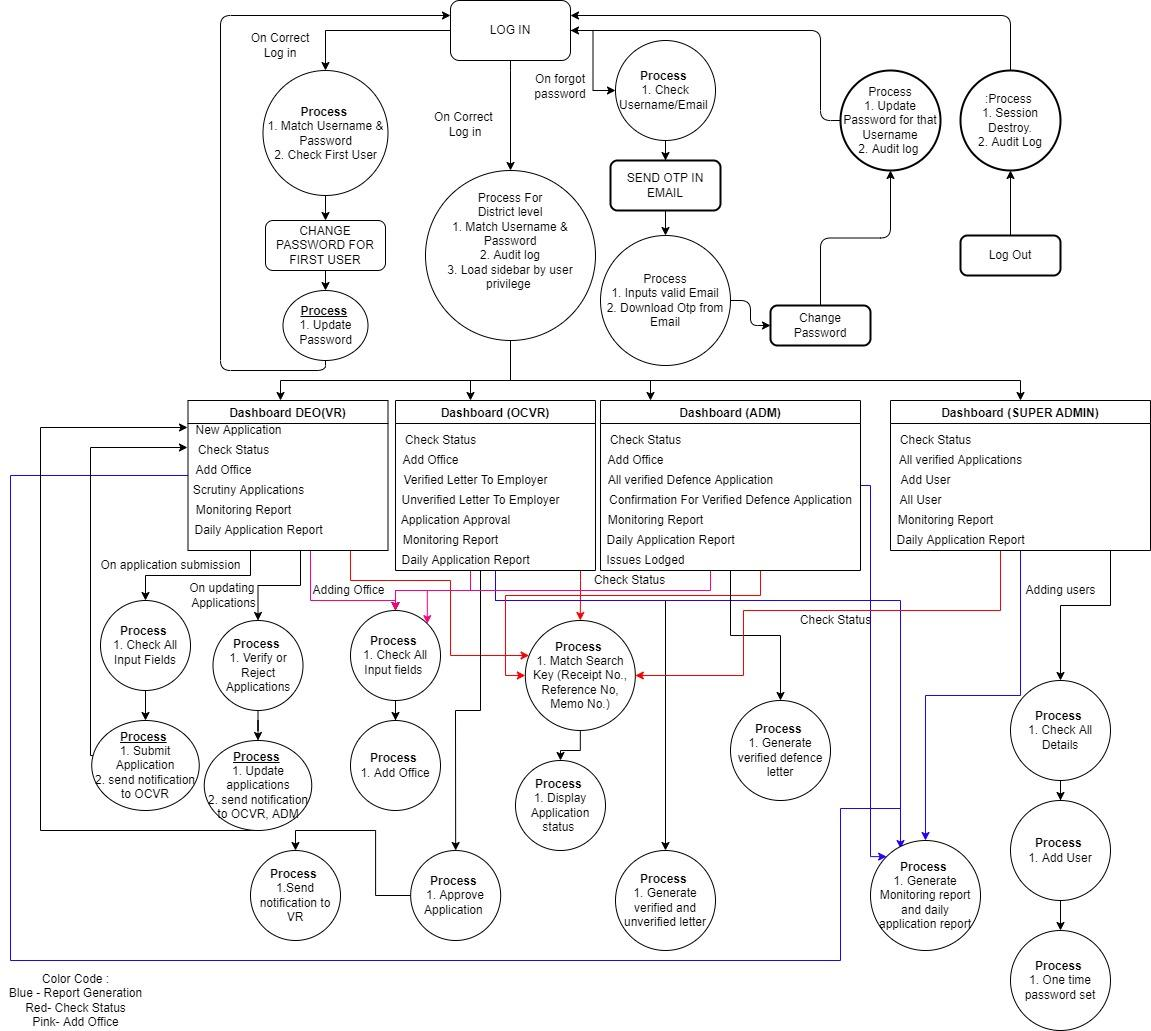 LOG IN
On Correct
Log in
Process
1. Match Username &
Password
2. Check First User
CHANGE
PASSWORD FOR
FIRST USER
Process
1. Update
Password
On Correct
Log in
Process For
District level
1. Match Username &
Password
2. Audit log
3. Load sidebar by user
privilege
On forgot
password
Process
1. Check
Username/Email
SEND OTP IN
EMAIL
Process
1. Inputs valid Email
2. Download Otp from
Email
Change
Password
Process
1. Update
Password for that
Username
2. Audit log
:Process
1. Session
Destroy.
2. Audit Log
Log Out
Dashboard DEO(VR)
New Application
Check Status
Add Office
Scrutiny Applications
Monitoring Report
Daily Application Report
Dashboard (OCVR)
Check Status
Add Office
Verified Letter To Employer
Unverified Letter To Employer
Application Approval
Monitoring Report
Daily Application Report
Dashboard (ADM)
Check Status
Add Office
All verified Defence Application
Confirmation For Verified Defence Application
Monitoring Report
Daily Application Report
Issues Lodged
Dashboard (SUPER ADMIN)
Check Status
All verified Applications
Add User
All User
Monitoring Report
Daily Application Report
On application submission
On updating
Applications
Adding Office
Check Status
Check Status
Adding users
Process
1. Check All
Input Fields
Process
1. Verify or
Reject
Applications
Process
1. Check All
Input fields
Process
1. Match Search
Key (Receipt No.,
Reference No,
Memo No.)
Process
1. Generate
verified defence
letter
Process
1. Check All
Details
Process
1. Submit
Application
2. send notification
to OCVR
Process
1. Update
applications
2. send notification
to OCVR, ADM
Process
1. Add Office
Process
1. Display
Application
status
Process
1. Add User
Process
1.Send
notification to
VR
Process
1. Approve
Application
Process
1. Generate
verified and
unverified letter
Process
1. Generate
Monitoring report
and daily
application report
Process
1. One time
password set
Color Code :
Blue - Report Generation
Red- Check Status
Pink- Add Office